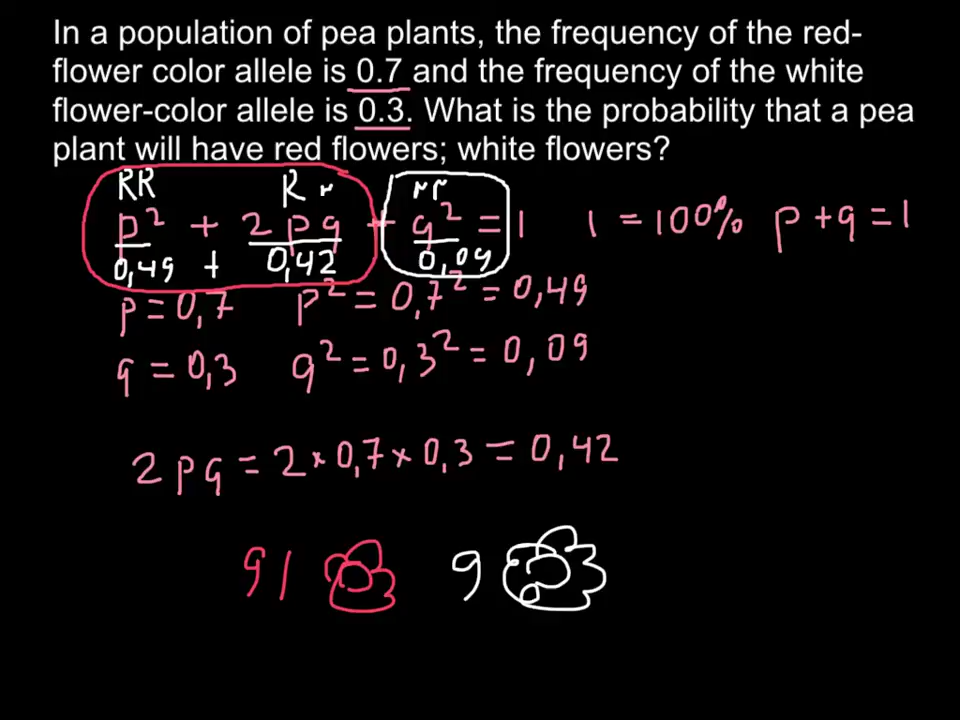 In a population of pea plants, the frequency of the red-
flower color allele is 0.7 and the frequency of the white
flower-color allele is 0.3. What is the probability that a pea
plant will have red flowers; white flowers?
RR Rr rr
p² + 2pq + q² = 1 1 = 100% p + q = 1
0,49 + 0,42 0,09
p = 0,7 p² = 0,7² = 0,49
q = 0,3 q² = 0,3² = 0,09
2pq = 2 × 0,7 × 0,3 = 0,42
91 9